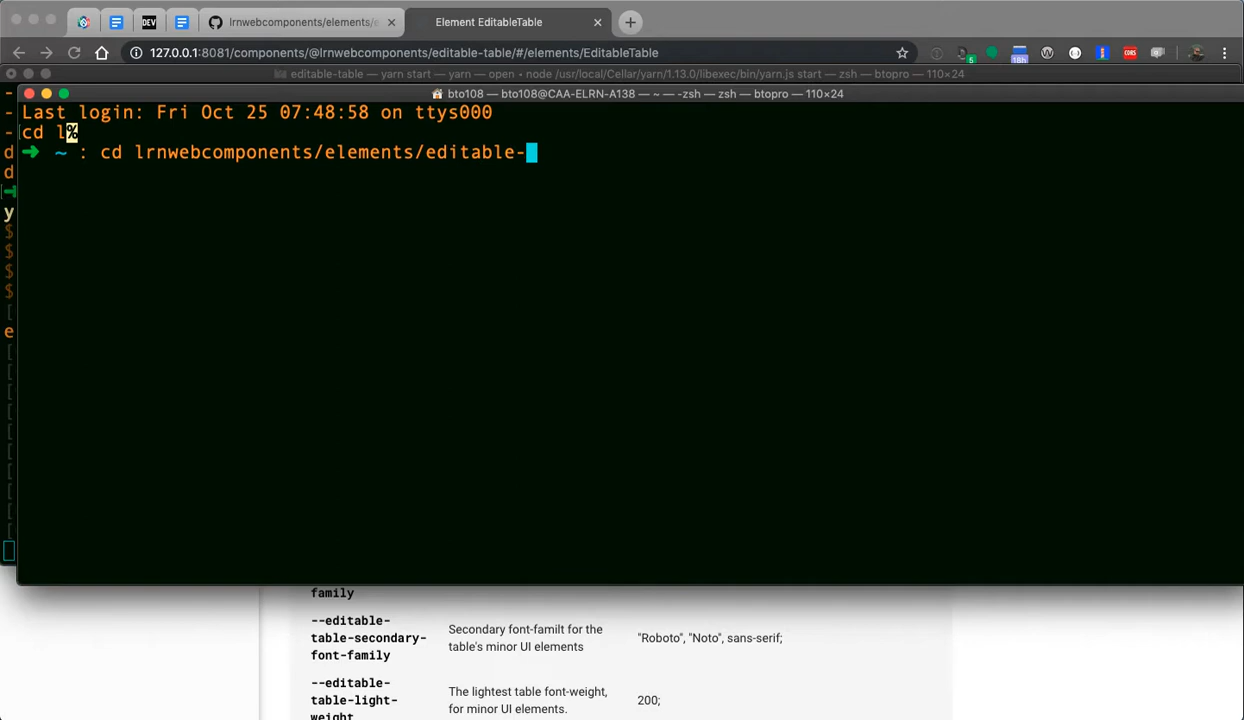 lrnwebcomponents/elements/e
DEV
Element EditableTable
127.0.0.1:8081/components/@lrnwebcomponents/editable-table/#/elements/EditableTable
5
18h
CORS
editable-table — yarn start — yarn — open ◂ node /usr/local/Cellar/yarn/1.13.0/libexec/bin/yarn.js start — zsh — btopro — 110×24
bto108 — bto108@CAA-ELRN-A138 — ~ — -zsh — zsh — btopro — 110×24
Last login: Fri Oct 25 07:48:58 on ttys000
cd l%
➜ ~ : cd lrnwebcomponents/elements/editable-
d
d
y
$
$
$
$
[
e
[
[
[
[
[
[
[
[
[
[
family
--editable-
table-secondary-
font-family
Secondary font-familt for the
table's minor UI elements
"Roboto", "Noto", sans-serif;
--editable-
table-light-
weight
The lightest table font-weight,
for minor UI elements.
200;